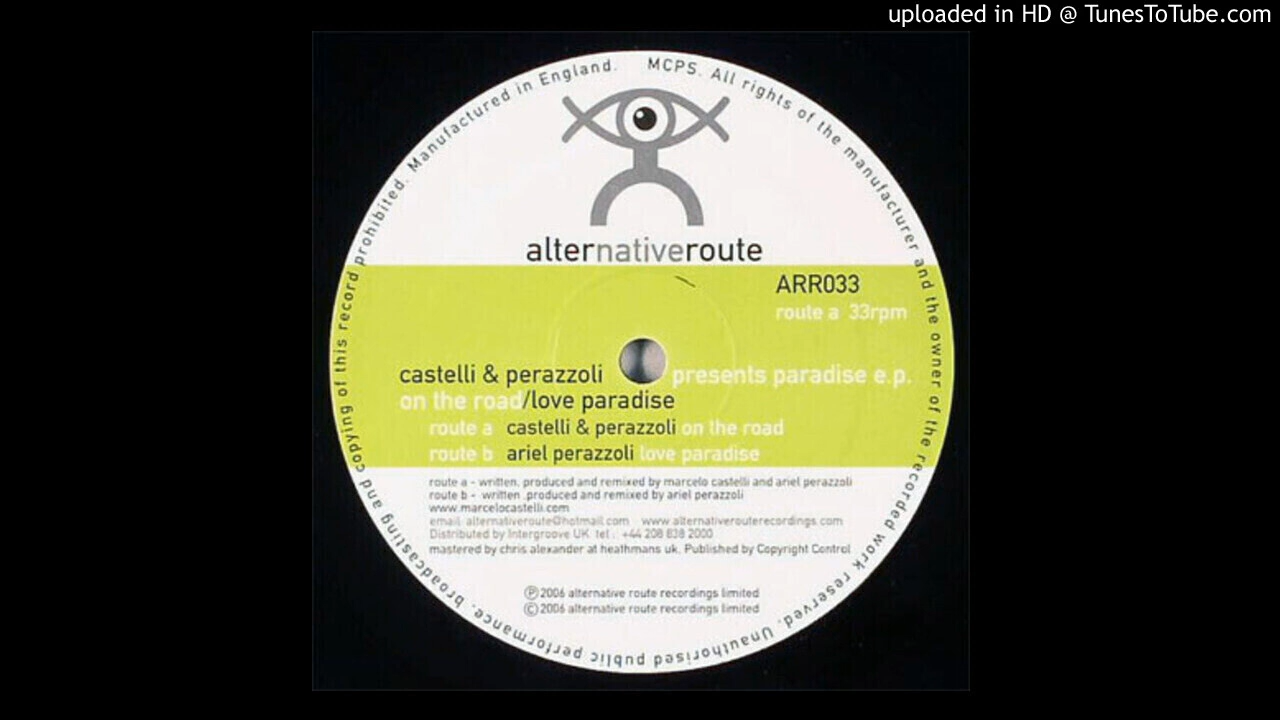 uploaded in HD @ TunesToTube.com
MCPS. All rights of the manufacturer and the owner of the recorded work reserved. Unauthorised public performance, broadcasting and copying of this record prohibited. Manufactured in England.
alternativeroute
ARR033
route a 33rpm
castelli & perazzoli presents paradise e.p.
on the road/love paradise
route a castelli & perazzoli on the road
route b ariel perazzoli love paradise
route a - written, produced and remixed by marcelo castelli and ariel perazzoli
route b - written ,produced and remixed by ariel perazzoli
www.marcelocastelli.com
email: alternativeroute@hotmail.com www.alternativerouterecordings.com
Distributed by Intergroove UK tel : +44 208 838 2000
mastered by chris alexander at heathmans uk. Published by Copyright Control
Ⓟ2006 alternative route recordings limited
©2006 alternative route recordings limited